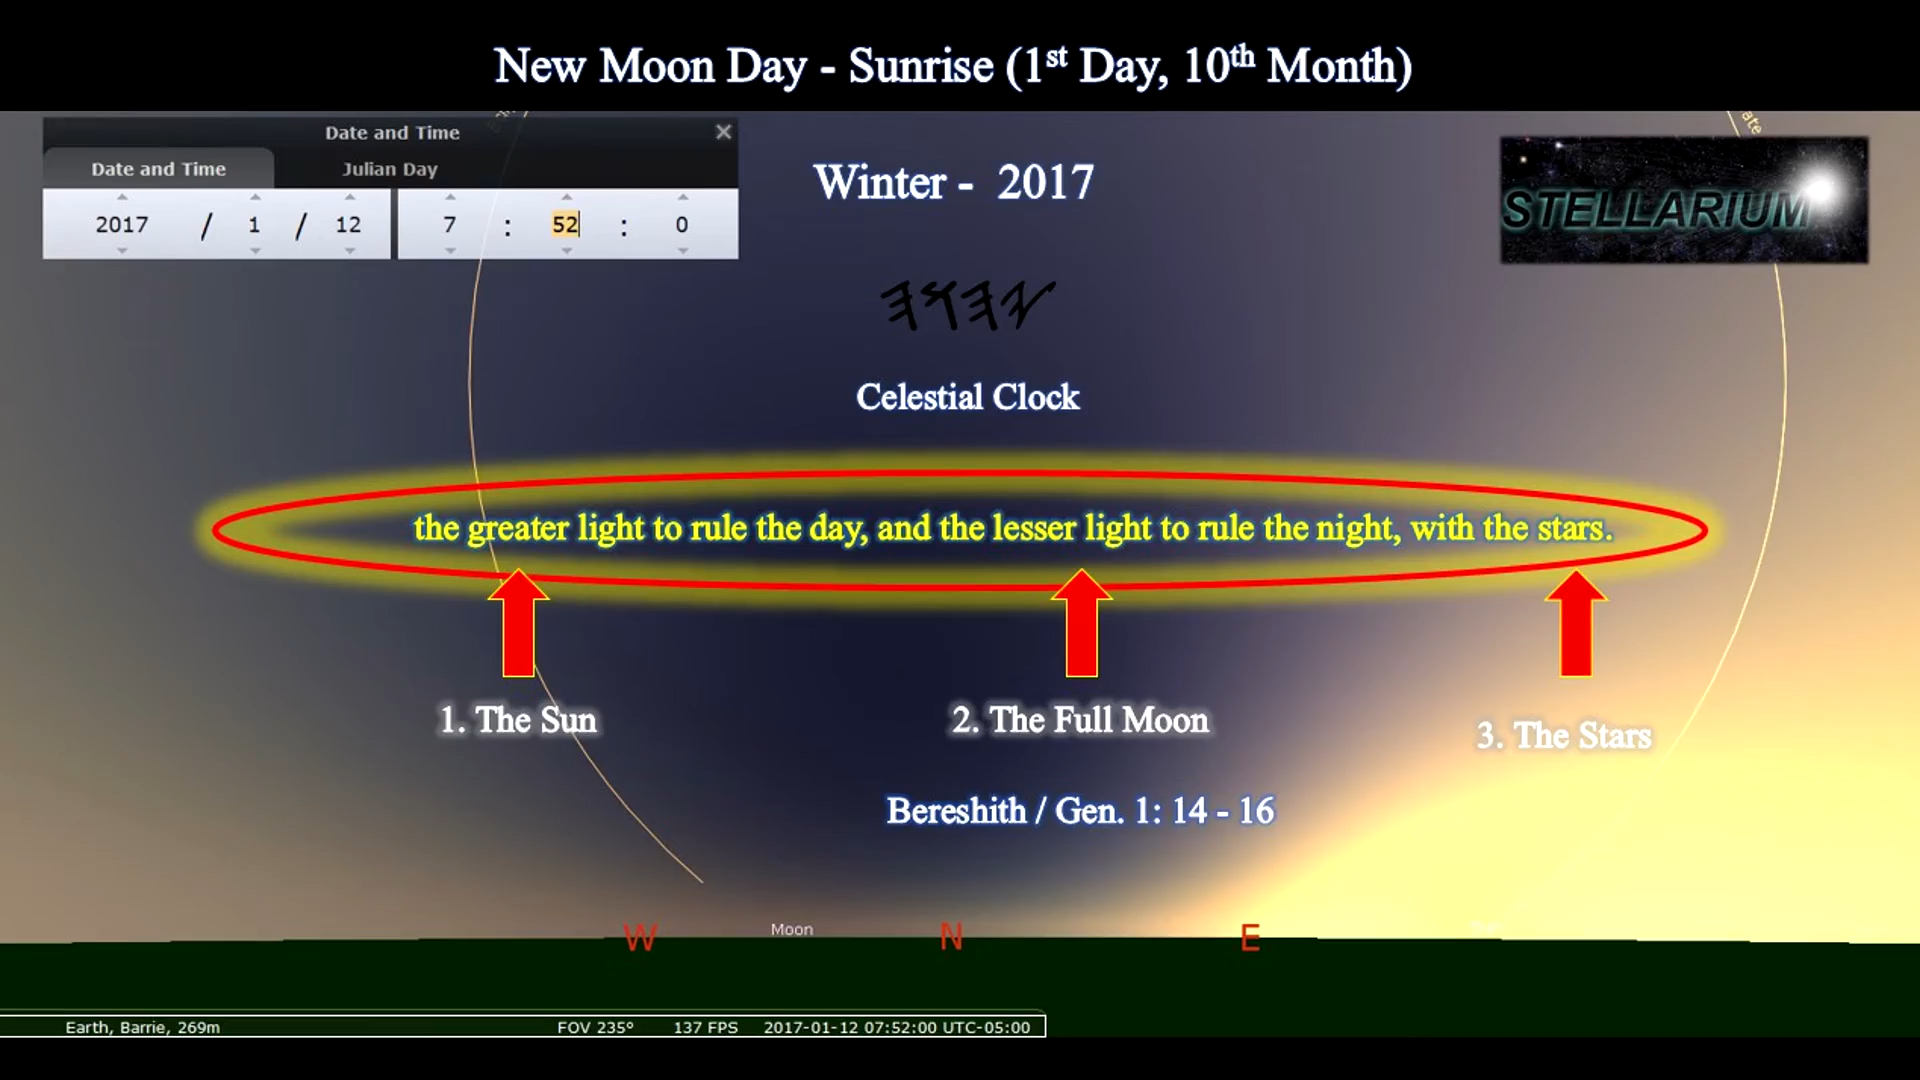 New Moon Day - Sunrise (1st Day, 10th Month)
Date and Time
Date and Time
Julian Day
2017 / 1 / 12 7 : 52 : 0
Winter - 2017
STELLARIUM
𐤉𐤄𐤅𐤄
Celestial Clock
the greater light to rule the day, and the lesser light to rule the night, with the stars.
1. The Sun
2. The Full Moon
3. The Stars
Bereshith / Gen. 1: 14 - 16
W
Moon
N
E
Earth, Barrie, 269m
FOV 235°
137 FPS
2017-01-12 07:52:00 UTC-05:00